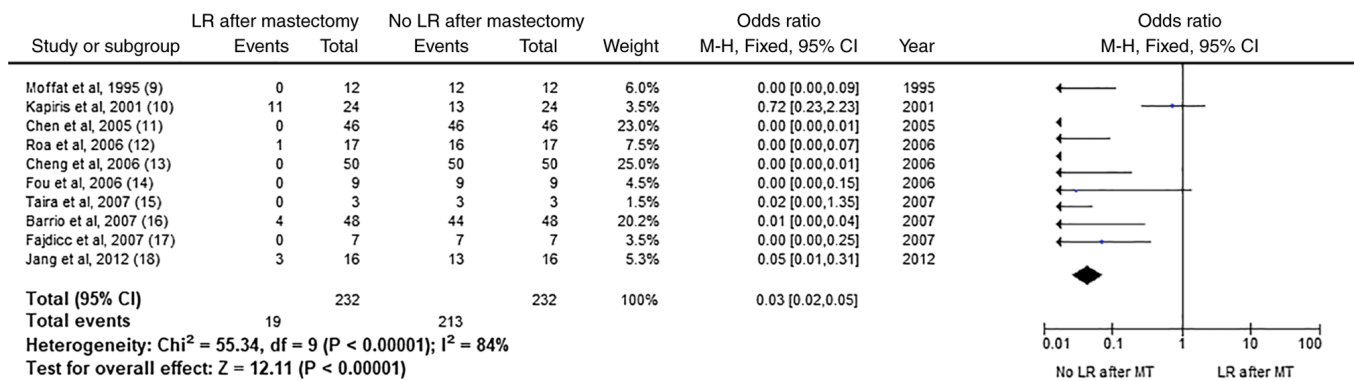 LR after mastectomy No LR after mastectomy Odds ratio Odds ratio
Study or subgroup Events Total Events Total Weight M-H, Fixed, 95% CI Year M-H, Fixed, 95% CI
Moffat et al, 1995 (9) 0 12 12 12 6.0% 0.00 [0.00,0.09] 1995
Kapiris et al, 2001 (10) 11 24 13 24 3.5% 0.72 [0.23,2.23] 2001
Chen et al, 2005 (11) 0 46 46 46 23.0% 0.00 [0.00,0.01] 2005
Roa et al, 2006 (12) 1 17 16 17 7.5% 0.00 [0.00,0.07] 2006
Cheng et al, 2006 (13) 0 50 50 50 25.0% 0.00 [0.00,0.01] 2006
Fou et al, 2006 (14) 0 9 9 9 4.5% 0.00 [0.00,0.15] 2006
Taira et al, 2007 (15) 0 3 3 3 1.5% 0.02 [0.00,1.35] 2007
Barrio et al, 2007 (16) 4 48 44 48 20.2% 0.01 [0.00,0.04] 2007
Fajdicc et al, 2007 (17) 0 7 7 7 3.5% 0.00 [0.00,0.25] 2007
Jang et al, 2012 (18) 3 16 13 16 5.3% 0.05 [0.01,0.31] 2012
Total (95% CI) 232 232 100% 0.03 [0.02,0.05]
Total events 19 213
Heterogeneity: Chi² = 55.34, df = 9 (P < 0.00001); I² = 84%
Test for overall effect: Z = 12.11 (P < 0.00001)
0.01 0.1 1 10 100
No LR after MT LR after MT